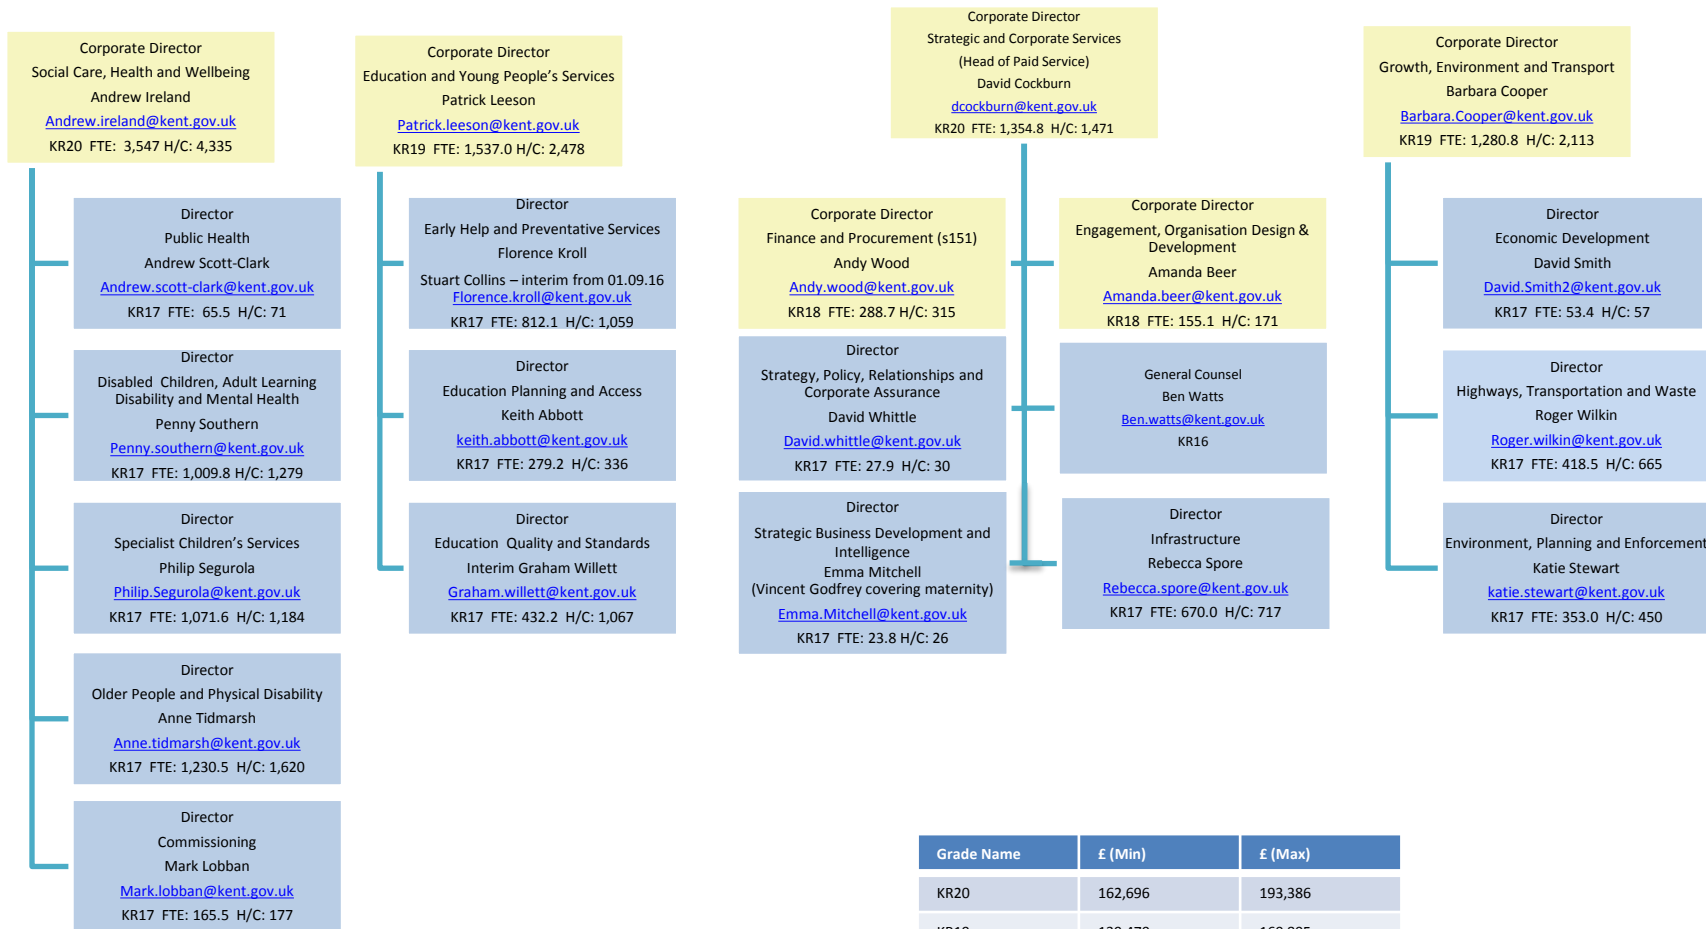 Corporate Director
Social Care, Health and Wellbeing
Andrew Ireland
Andrew.ireland@kent.gov.uk
KR20 FTE: 3,547 H/C: 4,335
Director
Public Health
Andrew Scott-Clark
Andrew.scott-clark@kent.gov.uk
KR17 FTE: 65.5 H/C: 71
Director
Disabled Children, Adult Learning
Disability and Mental Health
Penny Southern
Penny.southern@kent.gov.uk
KR17 FTE: 1,009.8 H/C: 1,279
Director
Specialist Children's Services
Philip Segurola
Philip.Segurola@kent.gov.uk
KR17 FTE: 1,071.6 H/C: 1,184
Director
Older People and Physical Disability
Anne Tidmarsh
Anne.tidmarsh@kent.gov.uk
KR17 FTE: 1,230.5 H/C: 1,620
Director
Commissioning
Mark Lobban
Mark.lobban@kent.gov.uk
KR17 FTE: 165.5 H/C: 177
Corporate Director
Education and Young People's Services
Patrick Leeson
Patrick.leeson@kent.gov.uk
KR19 FTE: 1,537.0 H/C: 2,478
Director
Early Help and Preventative Services
Florence Kroll
Stuart Collins – interim from 01.09.16
Florence.kroll@kent.gov.uk
KR17 FTE: 812.1 H/C: 1,059
Director
Education Planning and Access
Keith Abbott
keith.abbott@kent.gov.uk
KR17 FTE: 279.2 H/C: 336
Director
Education Quality and Standards
Interim Graham Willett
Graham.willett@kent.gov.uk
KR17 FTE: 432.2 H/C: 1,067
Corporate Director
Strategic and Corporate Services
(Head of Paid Service)
David Cockburn
dcockburn@kent.gov.uk
KR20 FTE: 1,354.8 H/C: 1,471
Corporate Director
Finance and Procurement (s151)
Andy Wood
Andy.wood@kent.gov.uk
KR18 FTE: 288.7 H/C: 315
Corporate Director
Engagement, Organisation Design &
Development
Amanda Beer
Amanda.beer@kent.gov.uk
KR18 FTE: 155.1 H/C: 171
Director
Strategy, Policy, Relationships and
Corporate Assurance
David Whittle
David.whittle@kent.gov.uk
KR17 FTE: 27.9 H/C: 30
General Counsel
Ben Watts
Ben.watts@kent.gov.uk
KR16
Director
Strategic Business Development and
Intelligence
Emma Mitchell
(Vincent Godfrey covering maternity)
Emma.Mitchell@kent.gov.uk
KR17 FTE: 23.8 H/C: 26
Director
Infrastructure
Rebecca Spore
Rebecca.spore@kent.gov.uk
KR17 FTE: 670.0 H/C: 717
Corporate Director
Growth, Environment and Transport
Barbara Cooper
Barbara.Cooper@kent.gov.uk
KR19 FTE: 1,280.8 H/C: 2,113
Director
Economic Development
David Smith
David.Smith2@kent.gov.uk
KR17 FTE: 53.4 H/C: 57
Director
Highways, Transportation and Waste
Roger Wilkin
Roger.wilkin@kent.gov.uk
KR17 FTE: 418.5 H/C: 665
Director
Environment, Planning and Enforcement
Katie Stewart
katie.stewart@kent.gov.uk
KR17 FTE: 353.0 H/C: 450
Grade Name £ (Min) £ (Max)
KR20 162,696 193,386